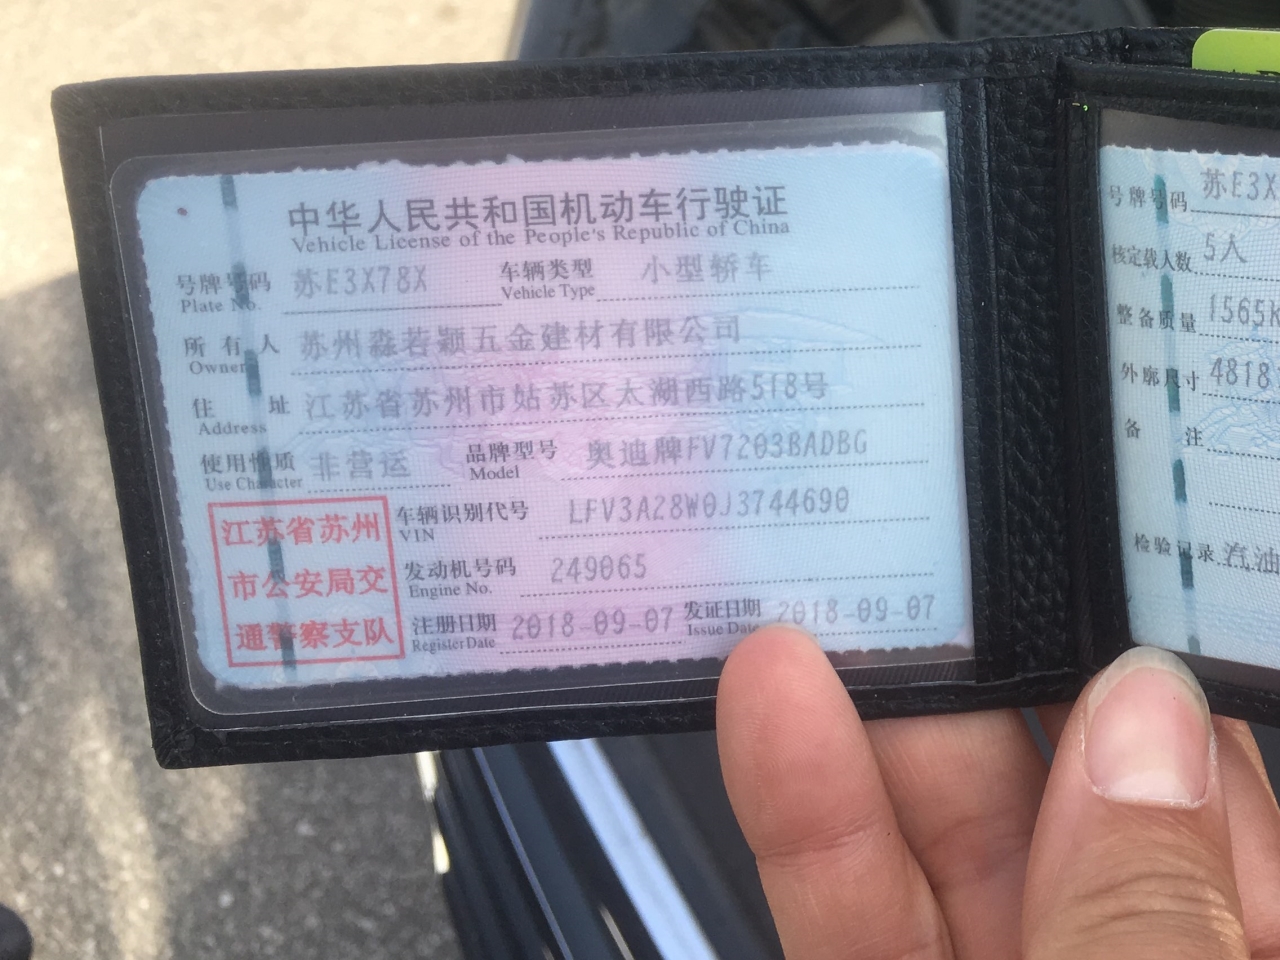 中华人民共和国机动车行驶证
Vehicle License of the People's Republic of China
号牌号码 苏E3X78X 车辆类型 小型轿车
Plate No. Vehicle Type
所有人 苏州淼若颖五金建材有限公司
Owner
住址 江苏省苏州市姑苏区太湖西路518号
Address
使用性质 非营运 品牌型号 奥迪牌FV7203BADBG
Use Character Model
江苏省苏州
市公安局交
通警察支队
车辆识别代号 LFV3A28W0J3744690
VIN
发动机号码 249065
Engine No.
注册日期 2018-09-07 发证日期 2018-09-07
Register Date Issue Date
号牌号码 苏E3X
核定载人数 5人
整备质量 1565K
外廓尺寸 4818
备注
检验记录 汽油